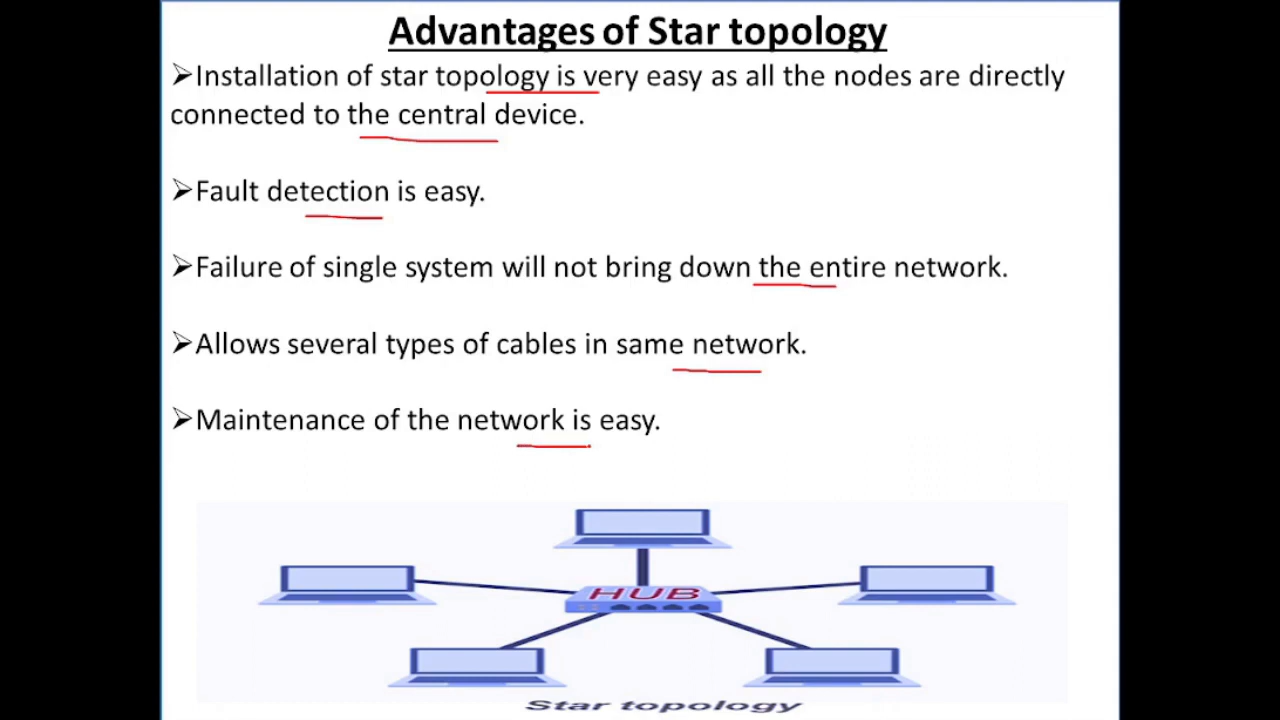 Advantages of Star topology
➢Installation of star topology is very easy as all the nodes are directly
connected to the central device.
➢Fault detection is easy.
➢Failure of single system will not bring down the entire network.
➢Allows several types of cables in same network.
➢Maintenance of the network is easy.
HUB
Star topology